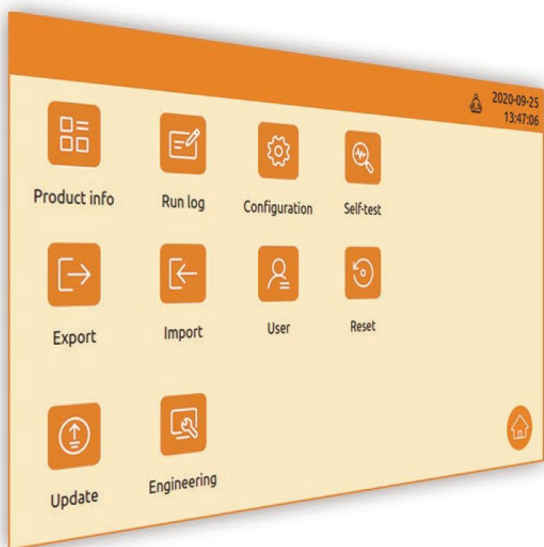 2020-09-25
13:47:06
Product info
Run log
Configuration
Self-test
Export
Import
User
Reset
Update
Engineering